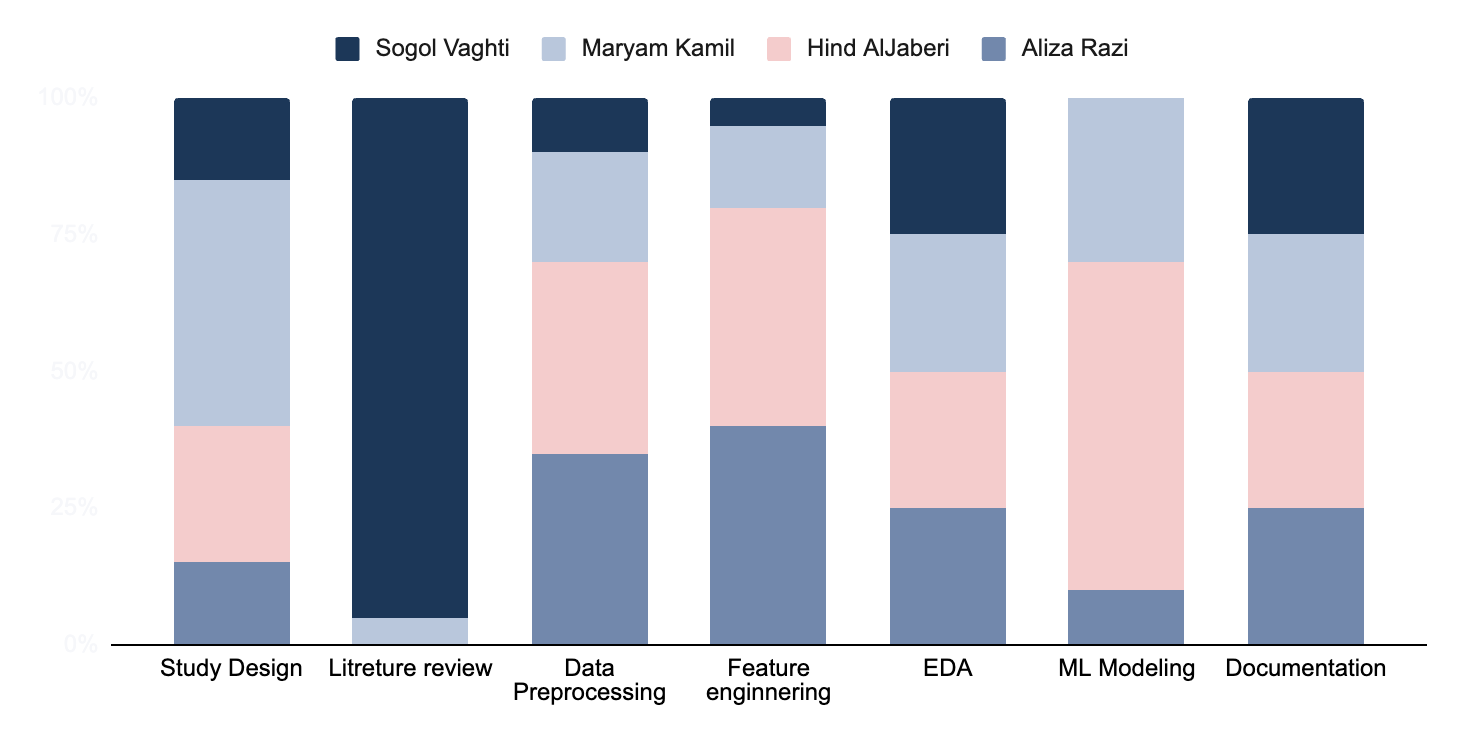 Sogol Vaghti Maryam Kamil Hind AlJaberi Aliza Razi
100%
75%
50%
25%
0%
Study Design Litreture review Data Preprocessing Feature enginnering EDA ML Modeling Documentation